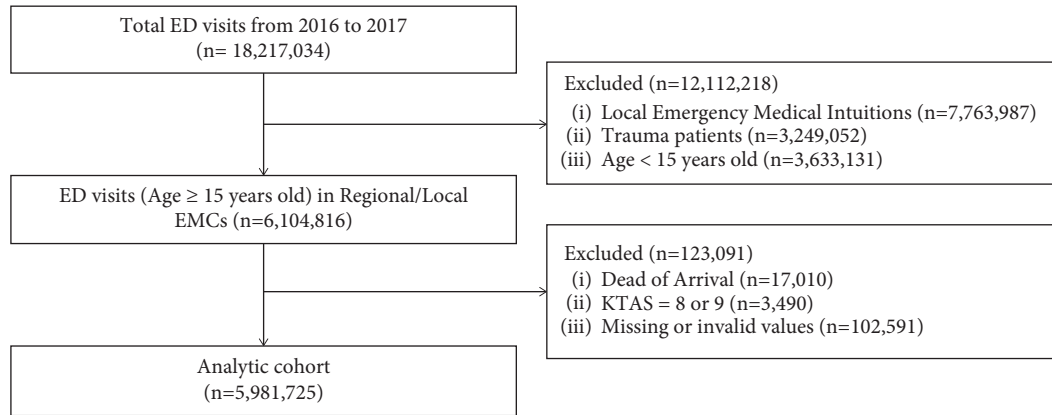 Total ED visits from 2016 to 2017
(n= 18,217,034)
Excluded (n=12,112,218)
(i) Local Emergency Medical Intuitions (n=7,763,987)
(ii) Trauma patients (n=3,249,052)
(iii) Age < 15 years old (n=3,633,131)
ED visits (Age ≥ 15 years old) in Regional/Local
EMCs (n=6,104,816)
Excluded (n=123,091)
(i) Dead of Arrival (n=17,010)
(ii) KTAS = 8 or 9 (n=3,490)
(iii) Missing or invalid values (n=102,591)
Analytic cohort
(n=5,981,725)